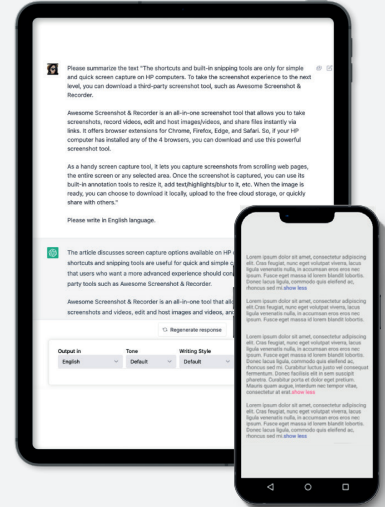 Please summarize the text "The shortcuts and built-in snipping tools are only for simple
and quick screen capture on HP computers. To take the screenshot experience to the next
level, you can download a third-party screenshot tool, such as Awesome Screenshot &
Recorder.
Awesome Screenshot & Recorder is an all-in-one screenshot tool that allows you to take
screenshots, record videos, edit and host images/videos, and share files instantly via
links. It offers browser extensions for Chrome, Firefox, Edge, and Safari. So, if your HP
computer has installed any of the 4 browsers, you can download and use this powerful
screenshot tool.
As a handy screen capture tool, it lets you capture screenshots from scrolling web pages,
the entire screen or any selected area. Once the screenshot is captured, you can use its
built-in annotation tools to resize it, add text/highlights/blur to it, etc. When the image is
ready, you can choose to download it locally, upload to the free cloud storage, or quickly
share with others."
Please write in English language.
The article discusses screen capture options available on HP
shortcuts and snipping tools are useful for quick and simple
that users who want a more advanced experience should
party tools such as Awesome Screenshot & Recorder.
Awesome Screenshot & Recorder is an all-in-one tool that
screenshots and videos, edit and host images and videos,
Regenerate response
Output in Tone Writing Style
English Default Default
Lorem ipsum dolor sit amet, consectetur adipiscing
elit. Cras feugiat, nunc eget volutpat viverra, lacus
ligula venenatis nulla, in accumsan eros eros nec
ipsum. Fusce eget massa id lorem blandit lobortis.
Donec lacus ligula, commodo quis eleifend ac,
rhoncus sed mi.show less
Lorem ipsum dolor sit amet, consectetur adipiscing
elit. Cras feugiat, nunc eget volutpat viverra, lacus
ligula venenatis nulla, in accumsan eros eros nec
ipsum. Fusce eget massa id lorem blandit lobortis.
Lorem ipsum dolor sit amet, consectetur adipiscing
elit. Cras feugiat, nunc eget volutpat viverra, lacus
ligula venenatis nulla, in accumsan eros eros nec
ipsum. Fusce eget massa id lorem blandit lobortis.
Donec lacus ligula, commodo quis eleifend ac,
rhoncus sed mi. Curabitur luctus justo vel consequat
fermentum. Donec facilisis elit in sem suscipit
pharetra. Curabitur porta et dolor eget pretium.
Mauris quam augue, interdum nec tempor vitae,
consectetur at erat.show less
Lorem ipsum dolor sit amet, consectetur adipiscing
elit. Cras feugiat, nunc eget volutpat viverra, lacus
ligula venenatis nulla, in accumsan eros eros nec
ipsum. Fusce eget massa id lorem blandit lobortis.
Donec lacus ligula, commodo quis eleifend ac,
rhoncus sed mi.show less